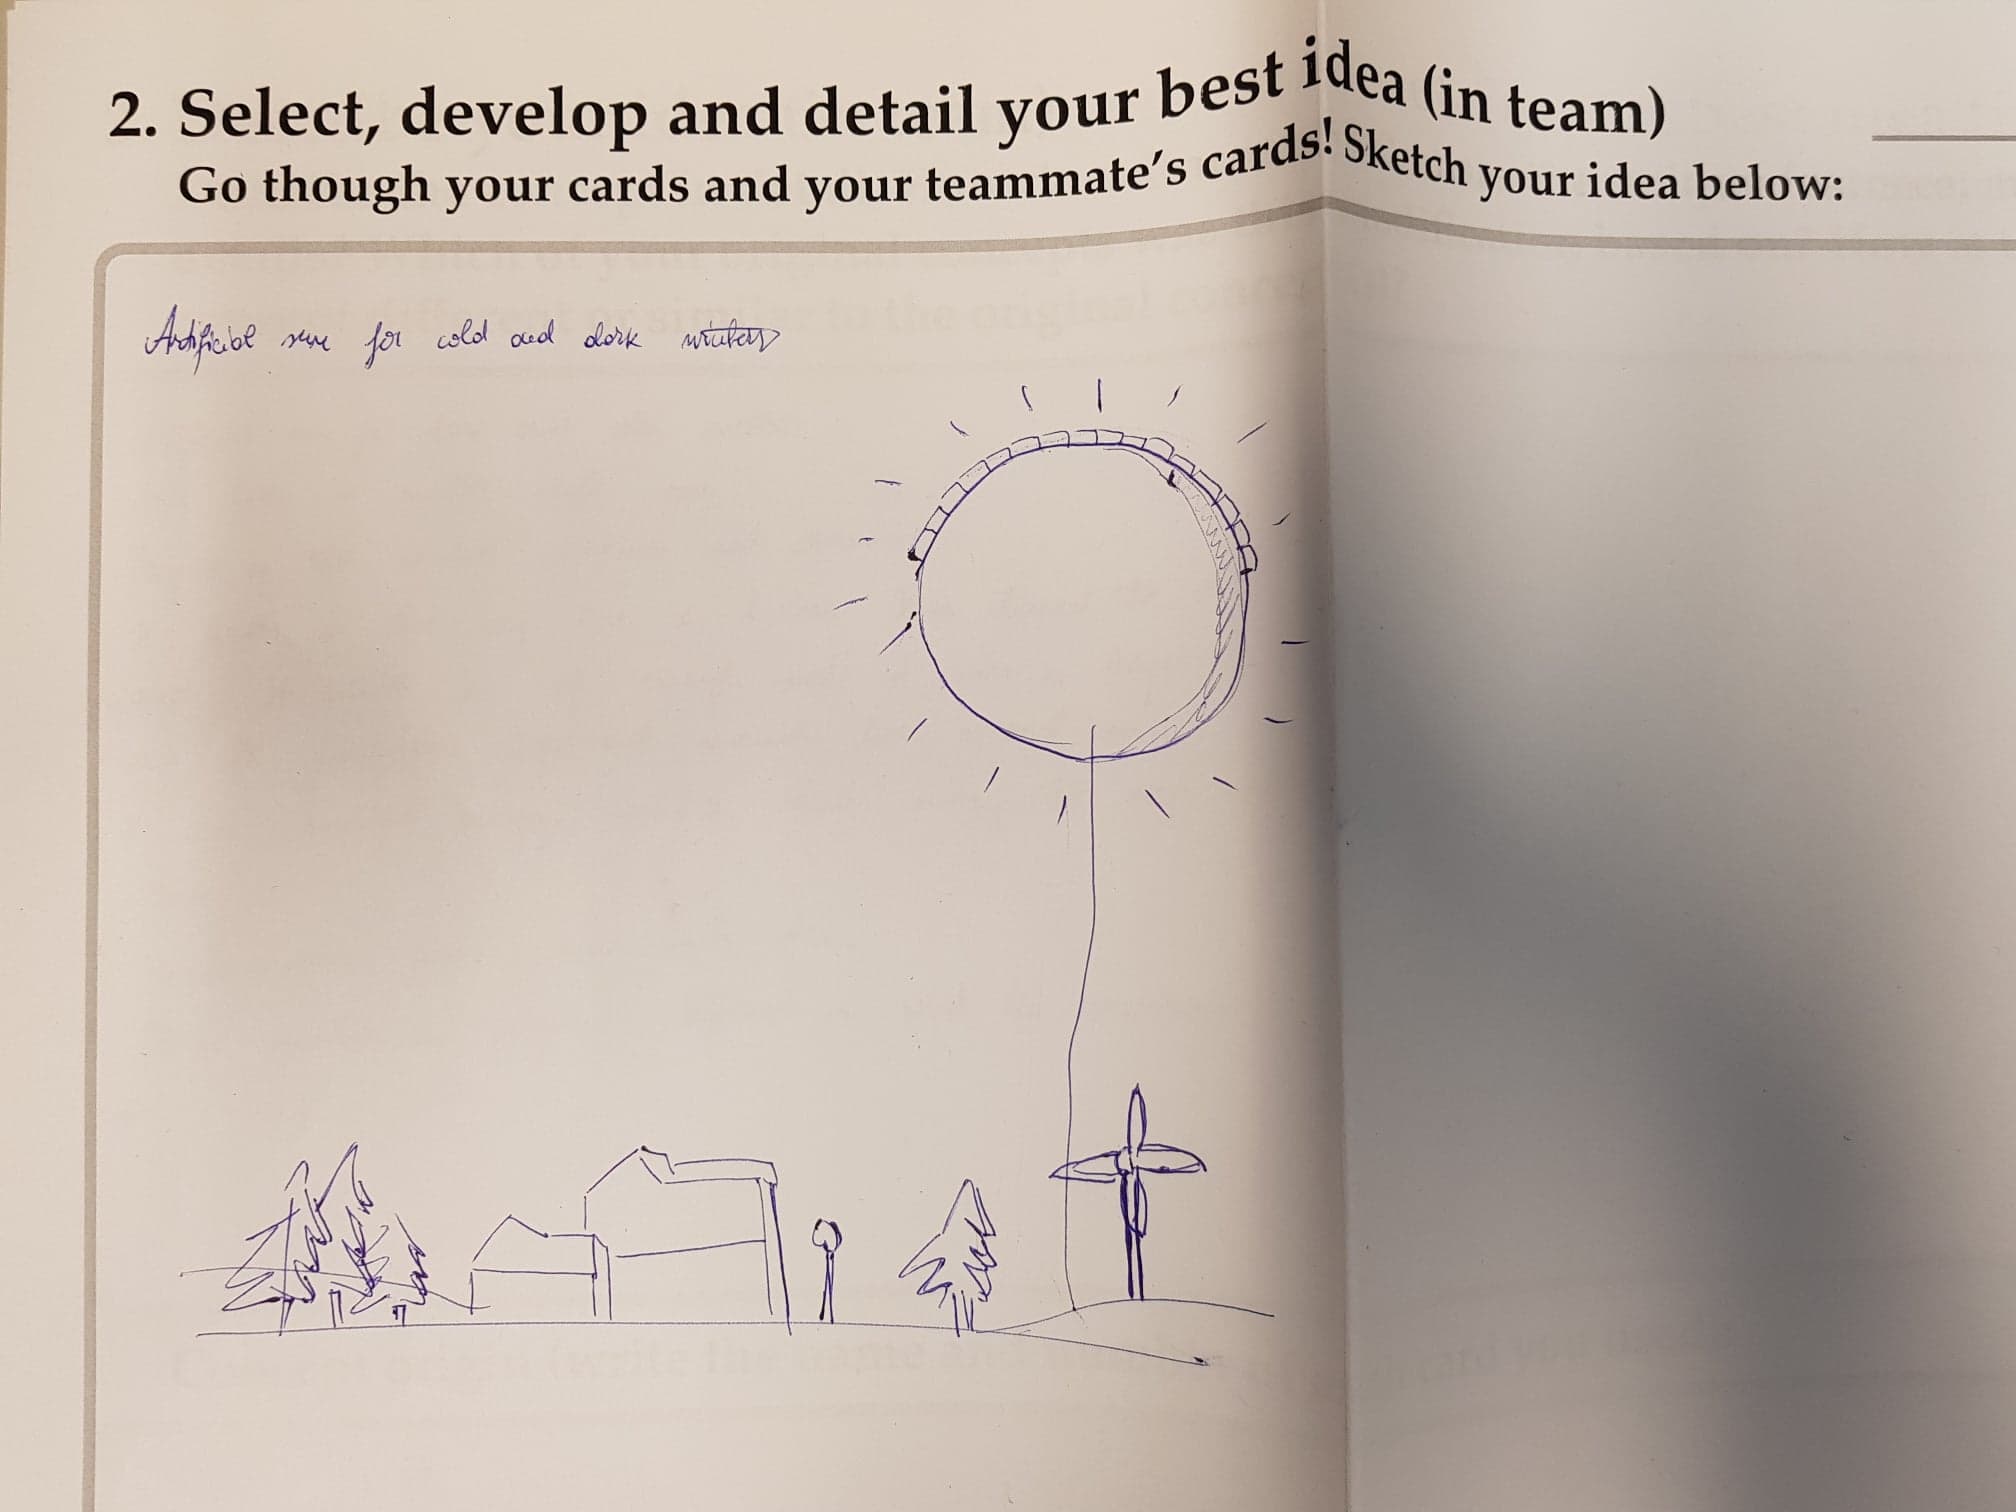 2. Select, develop and detail your best idea (in team)
Go though your cards and your teammate's cards! Sketch your idea below:
Artificial sun for cold and dark winters